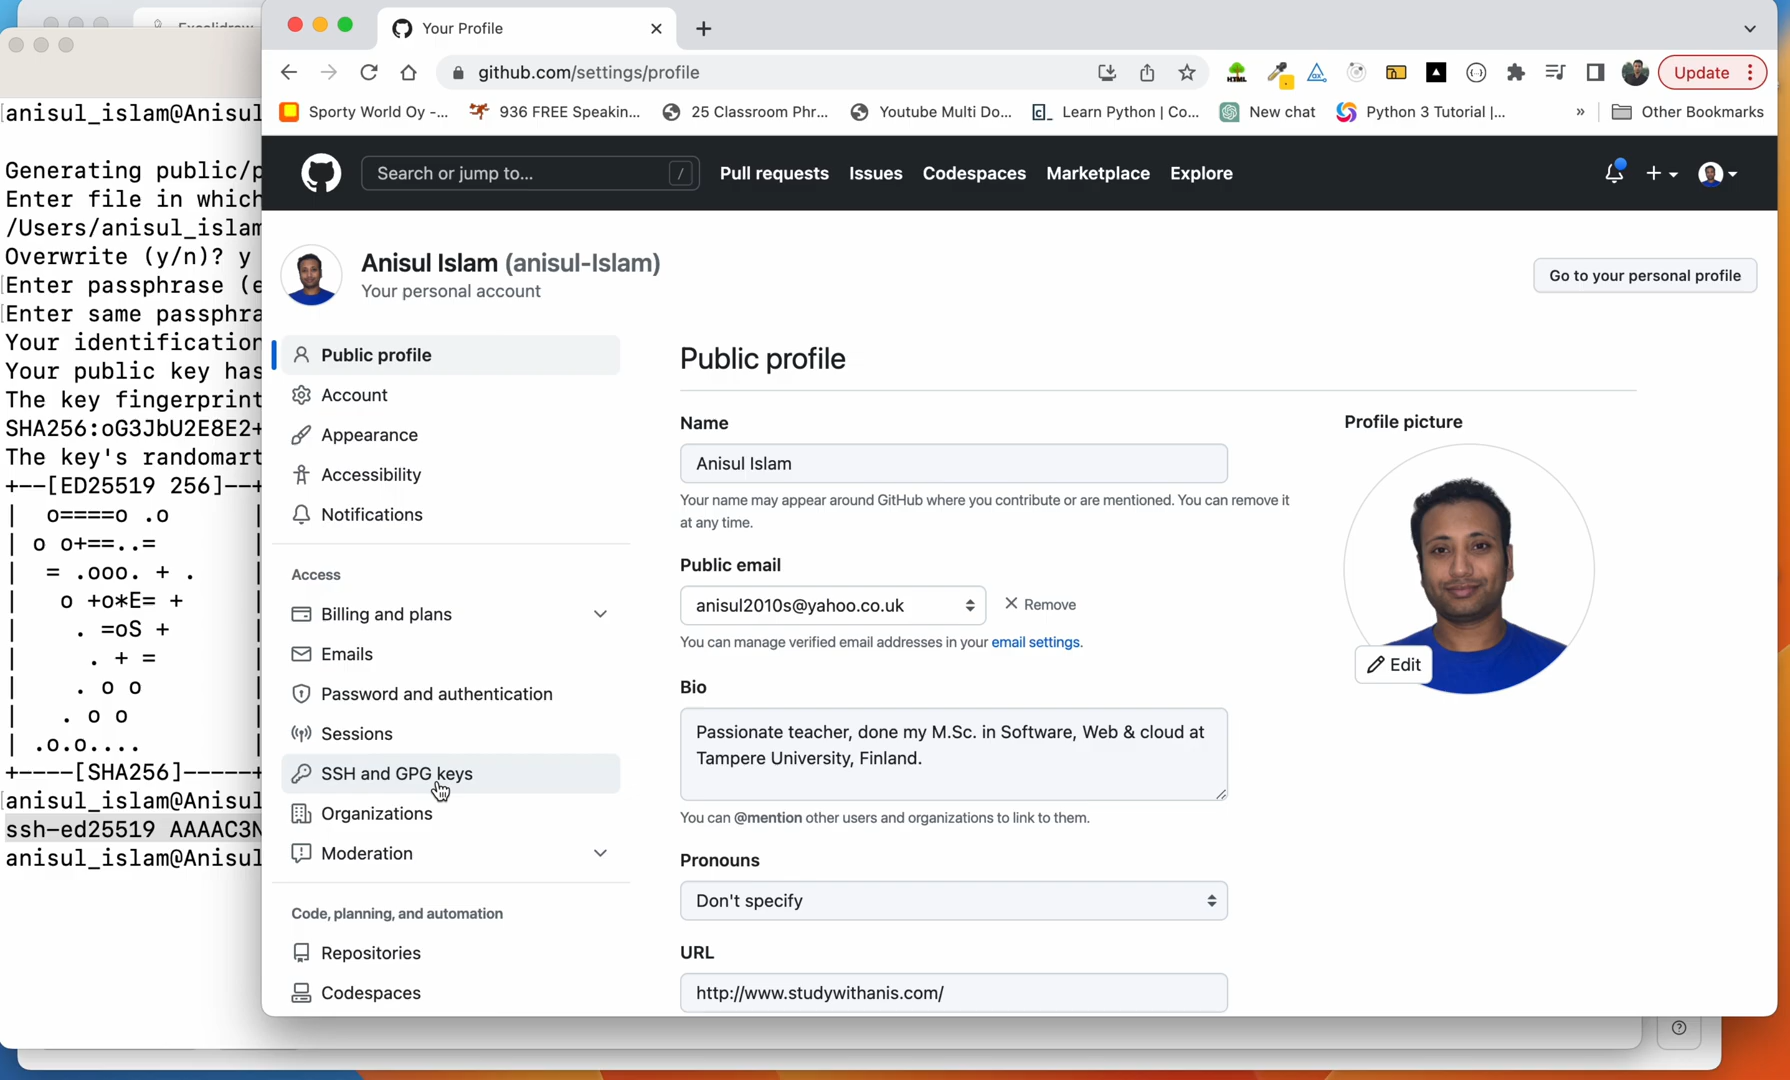 Excalidraw
Your Profile
github.com/settings/profile
Update
Sporty World Oy -...
936 FREE Speakin...
25 Classroom Phr...
Youtube Multi Do...
Learn Python | Co...
New chat
Python 3 Tutorial |...
»
Other Bookmarks
Search or jump to...
/
Pull requests
Issues
Codespaces
Marketplace
Explore
Anisul Islam (anisul-Islam)
Your personal account
Go to your personal profile
Public profile
Account
Appearance
Accessibility
Notifications
Access
Billing and plans
Emails
Password and authentication
Sessions
SSH and GPG keys
Organizations
Moderation
Code, planning, and automation
Repositories
Codespaces
Public profile
Name
Anisul Islam
Your name may appear around GitHub where you contribute or are mentioned. You can remove it
at any time.
Public email
anisul2010s@yahoo.co.uk
Remove
You can manage verified email addresses in your email settings.
Bio
Passionate teacher, done my M.Sc. in Software, Web & cloud at
Tampere University, Finland.
You can @mention other users and organizations to link to them.
Pronouns
Don't specify
URL
http://www.studywithanis.com/
Profile picture
Edit
anisul_islam@Anisul
Generating public/p
Enter file in which
/Users/anisul_islam
Overwrite (y/n)? y
Enter passphrase (e
Enter same passphra
Your identification
Your public key has
The key fingerprint
SHA256:oG3JbU2E8E2+
The key's randomart
+--[ED25519 256]--+
|   o====o .o
| o o+==..=
|  = .ooo. + .
|   o +o*E= +
|    . =oS +
|     . + =
|    . o o
|   . o o
| .o.o....
+----[SHA256]-----+
anisul_islam@Anisul
ssh-ed25519 AAAAC3N
anisul_islam@Anisul